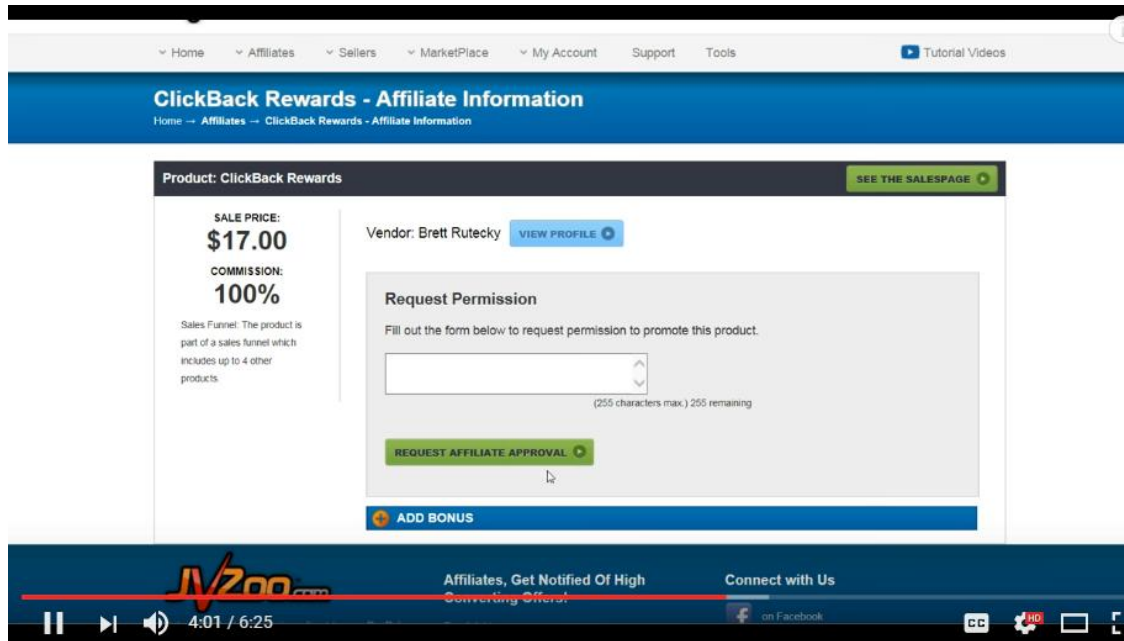 Home Affiliates Sellers MarketPlace My Account Support Tools Tutorial Videos
ClickBack Rewards - Affiliate Information
Home → Affiliates → ClickBack Rewards - Affiliate Information
Product: ClickBack Rewards
SEE THE SALESPAGE
SALE PRICE:
$17.00
COMMISSION:
100%
Sales Funnel: The product is
part of a sales funnel which
includes up to 4 other
products.
Vendor: Brett Rutecky VIEW PROFILE
Request Permission
Fill out the form below to request permission to promote this product.
(255 characters max.) 255 remaining
REQUEST AFFILIATE APPROVAL
ADD BONUS
JVZoo.com
Affiliates, Get Notified Of High
Converting Offers!
Connect with Us
on Facebook
4:01 / 6:25
CC
HD